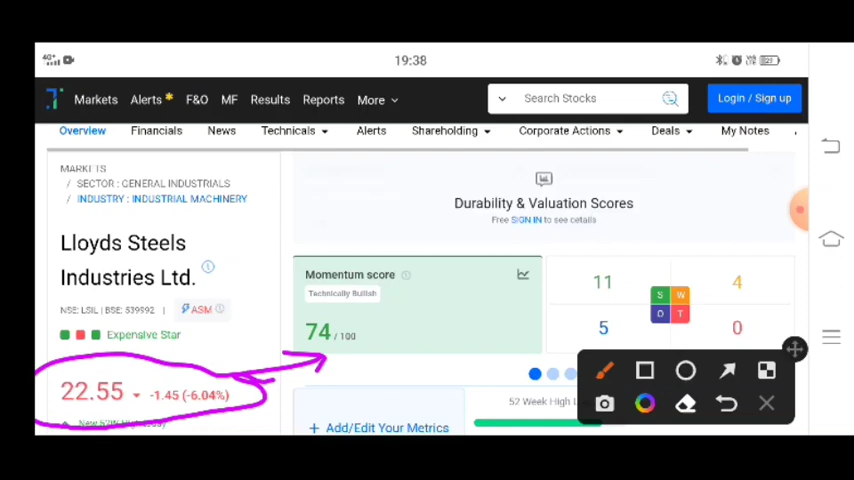 4G
19:38
Markets Alerts F&O MF Results Reports More Search Stocks Login / Sign up
Overview Financials News Technicals Alerts Shareholding Corporate Actions Deals My Notes
MARKETS
/ SECTOR : GENERAL INDUSTRIALS
/ INDUSTRY : INDUSTRIAL MACHINERY
Durability & Valuation Scores
Free SIGN IN to see details
Lloyds Steels
Industries Ltd.
NSE: LSIL | BSE: 539992 | ASM
Expensive Star
Momentum score
Technically Bullish
74 / 100
11 4
S W
O T
5 0
22.55 -1.45 (-6.04%)
52 Week High
+ Add/Edit Your Metrics